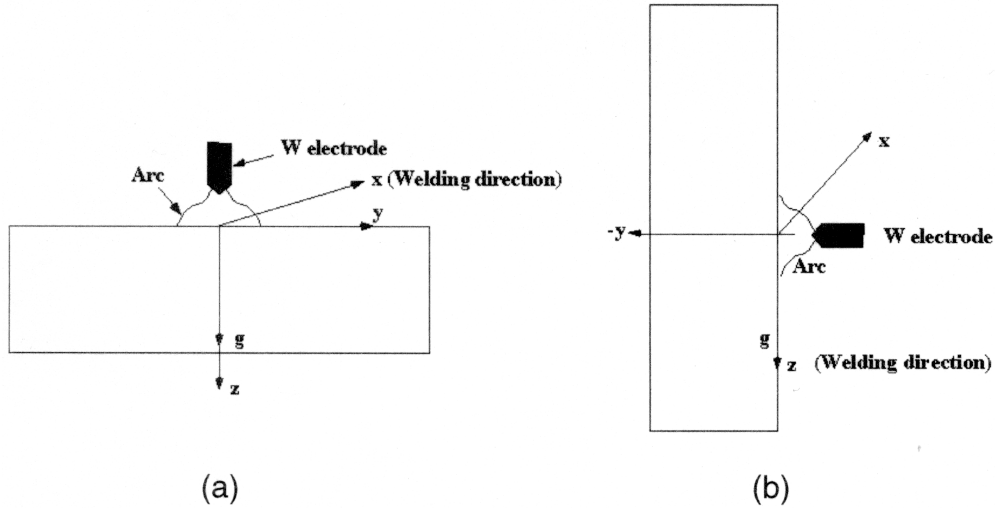 W electrode
Arc
x (Welding direction)
y
g
z
(a)
x
-y
W electrode
Arc
g
z (Welding direction)
(b)